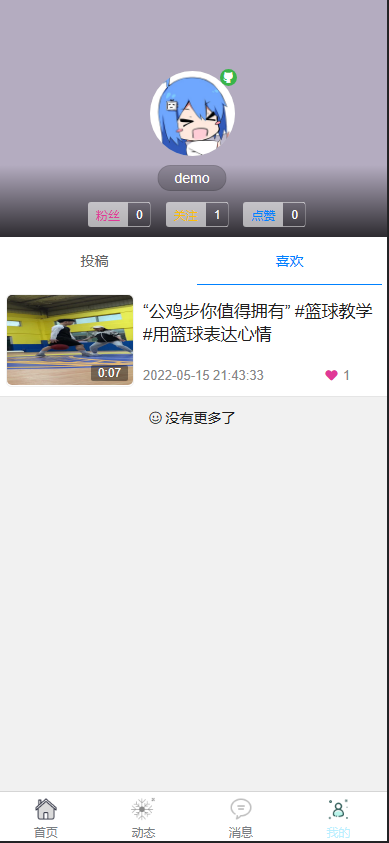 demo
粉丝 0
关注 1
点赞 0
投稿 喜欢
“公鸡步你值得拥有” #篮球教学
#用篮球表达心情
0:07
2022-05-15 21:43:33 1
没有更多了
首页 动态 消息 我的